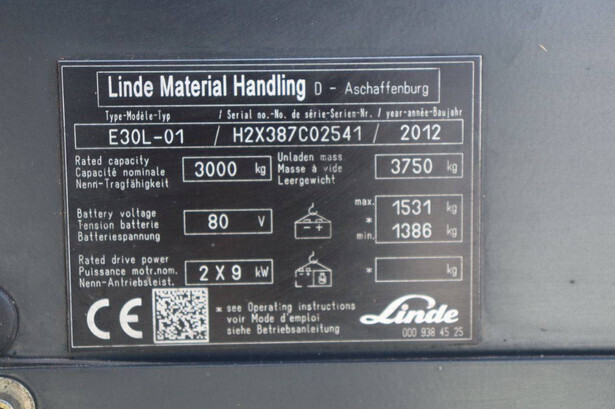 Linde Material Handling D - Aschaffenburg
Type-Modèle-Typ / Serial no.-No. de série-Serien-Nr. / year-année-Baujahr
E30L-01 / H2X387C02541 / 2012
Rated capacity
Capacité nominale
Nenn-Tragfähigkeit
3000 kg
Unladen mass
Masse à vide
Leergewicht
3750 kg
Battery voltage
Tension batterie
Batteriespannung
80 V
- +
max. 1531 kg
*
min. 1386 kg
Rated drive power
Puissance motr.nom.
Nenn-Antriebsleist.
2 X 9 kW
* kg
CE
* see Operating instructions
voir Mode d'emploi
siehe Betriebsanleitung
Linde
000 938 45 25